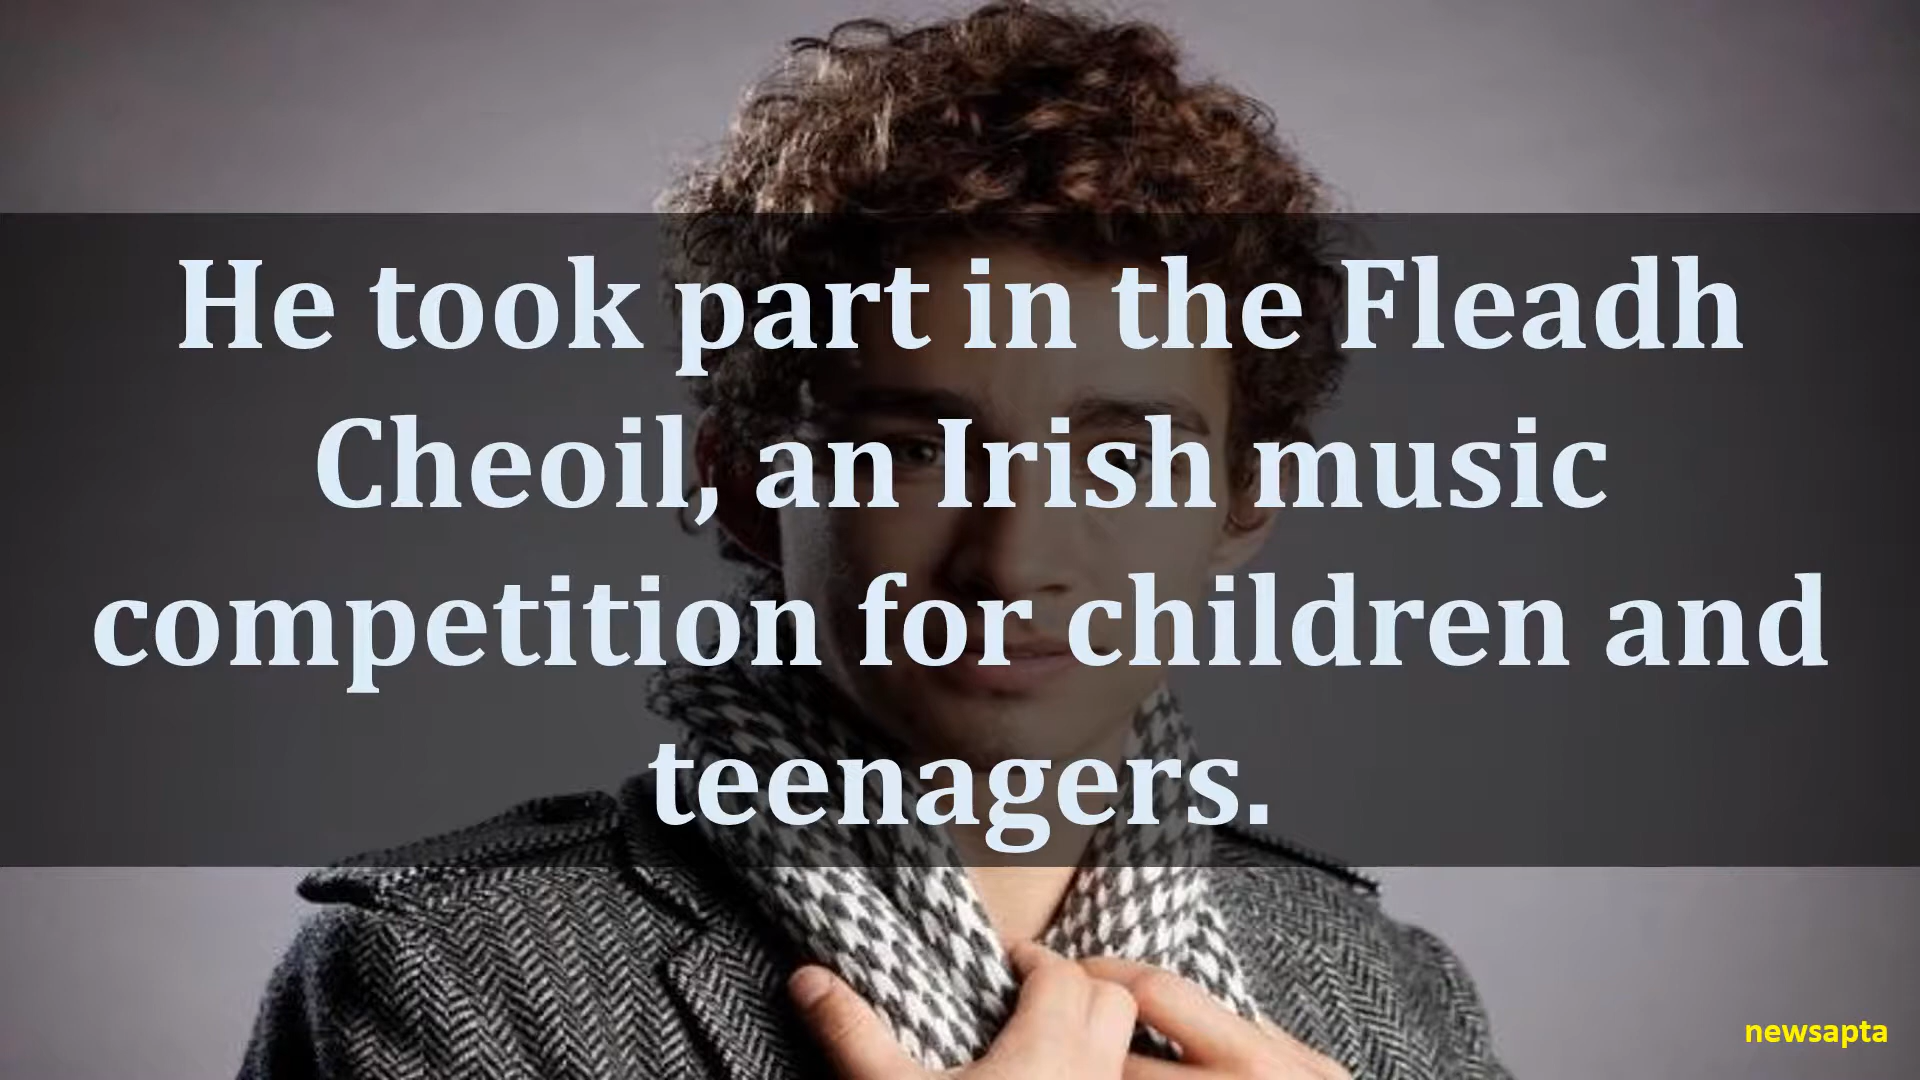 He took part in the Fleadh
Cheoil, an Irish music
competition for children and
teenagers.
newsapta